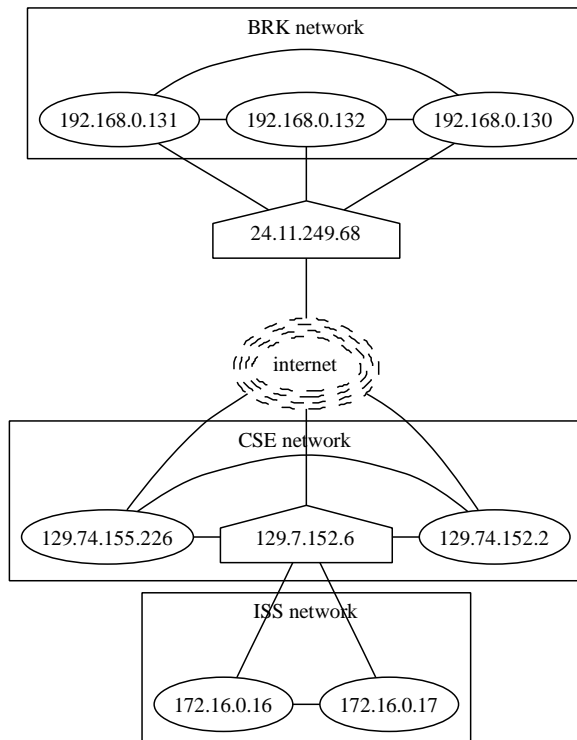 BRK network
192.168.0.131
192.168.0.132
192.168.0.130
24.11.249.68
internet
CSE network
129.74.155.226
129.7.152.6
129.74.152.2
ISS network
172.16.0.16
172.16.0.17